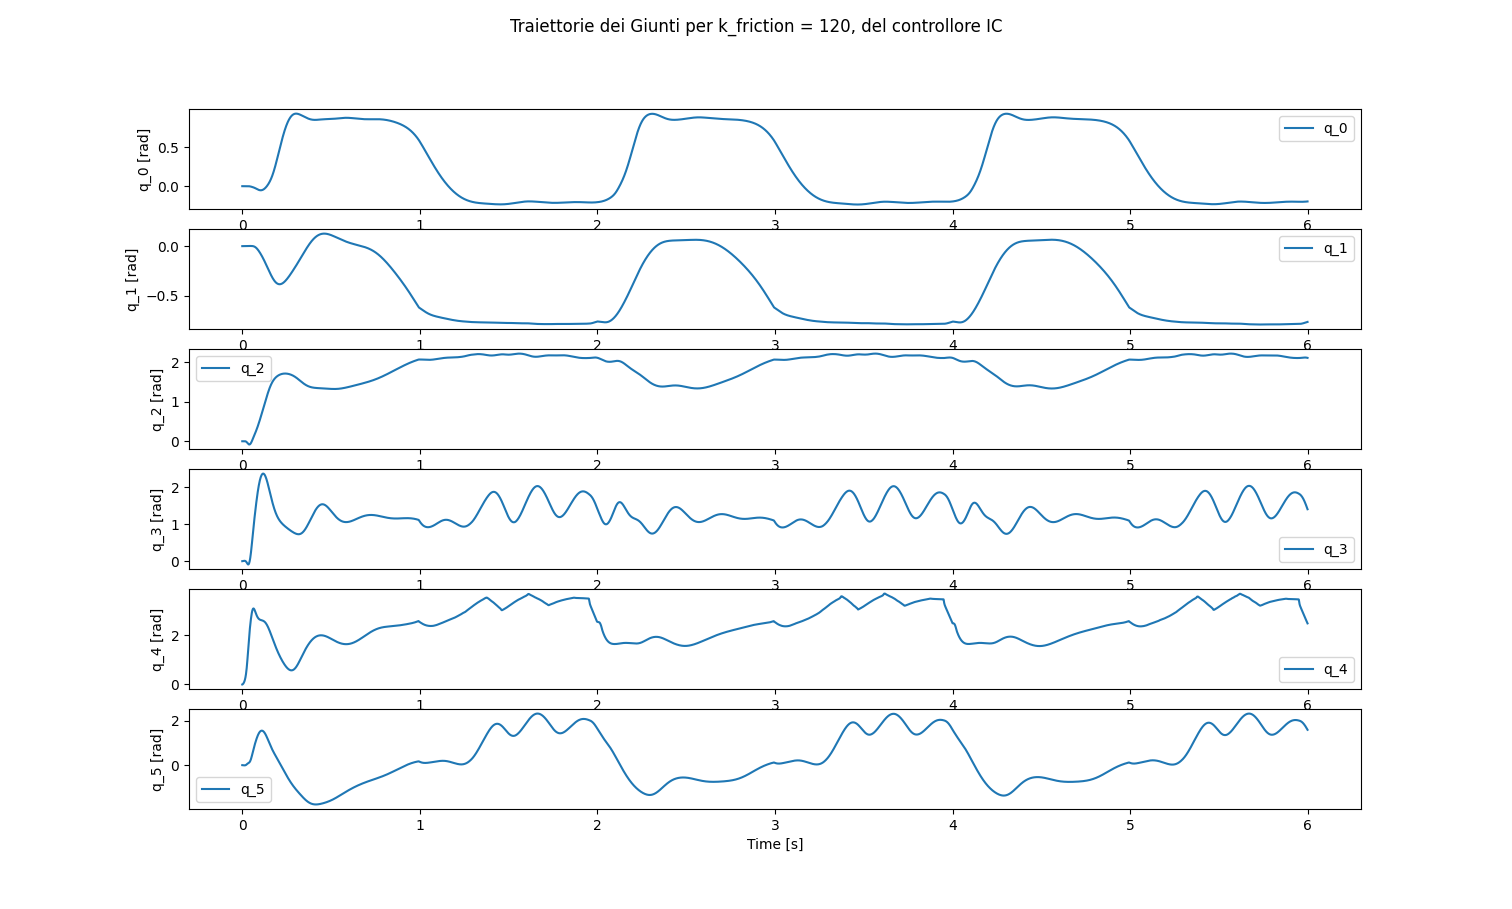 Traiettorie dei Giunti per k_friction = 120, del controllore IC
q_0 [rad]
0.5
0.0
q_0
0 1 2 3 4 5 6
q_1 [rad]
0.0
−0.5
q_1
0 1 2 3 4 5 6
q_2 [rad]
2
1
0
q_2
0 1 2 3 4 5 6
q_3 [rad]
2
1
0
q_3
0 1 2 3 4 5 6
q_4 [rad]
2
0
q_4
0 1 2 3 4 5 6
q_5 [rad]
2
0
q_5
0 1 2 3 4 5 6
Time [s]